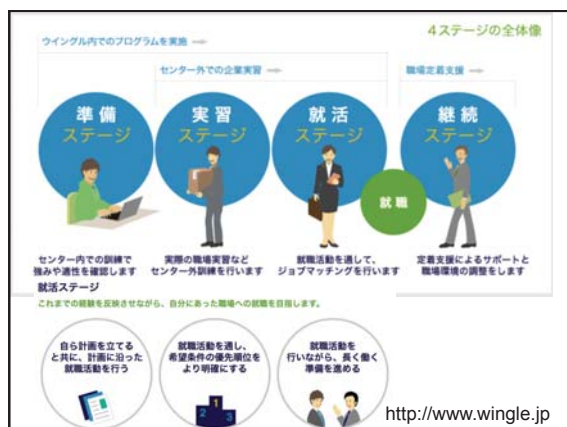 4ステージの全体像
ウイングル内でのプログラムを実施
センター外での企業実習
職場定着支援
準備
ステージ
実習
ステージ
就活
ステージ
継続
ステージ
就職
センター内での訓練で
強みや適性を確認します
実際の職場実習など
センター外訓練を行います
就職活動を通して、
ジョブマッチングを行います
定着支援によるサポートと
職場環境の調整をします
就活ステージ
これまでの経験を反映させながら、自分にあった職場への就職を目指します。
自ら計画を立てる
と共に、計画に沿った
就職活動を行う
就職活動を通し、
希望条件の優先順位を
より明確にする
1
2
3
就職活動を
行いながら、長く働く
準備を進める
http://www.wingle.jp